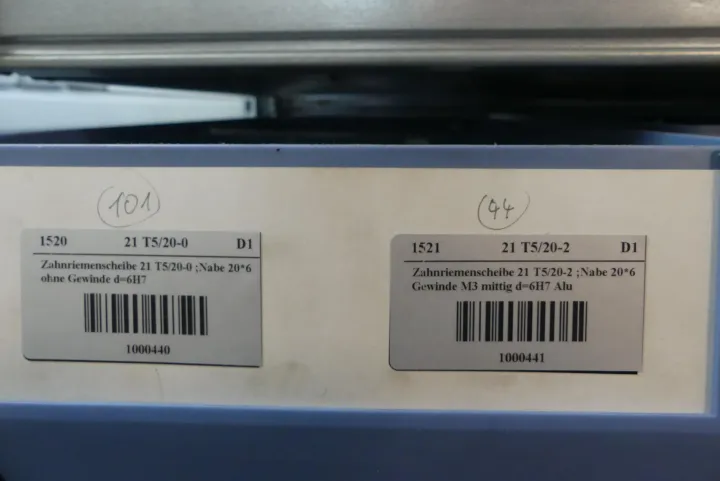 101
1520 21 T5/20-0 D1
Zahnriemenscheibe 21 T5/20-0 ;Nabe 20*6
ohne Gewinde d=6H7
1000440
44
1521 21 T5/20-2 D1
Zahnriemenscheibe 21 T5/20-2 ;Nabe 20*6
Gewinde M3 mittig d=6H7 Alu
1000441